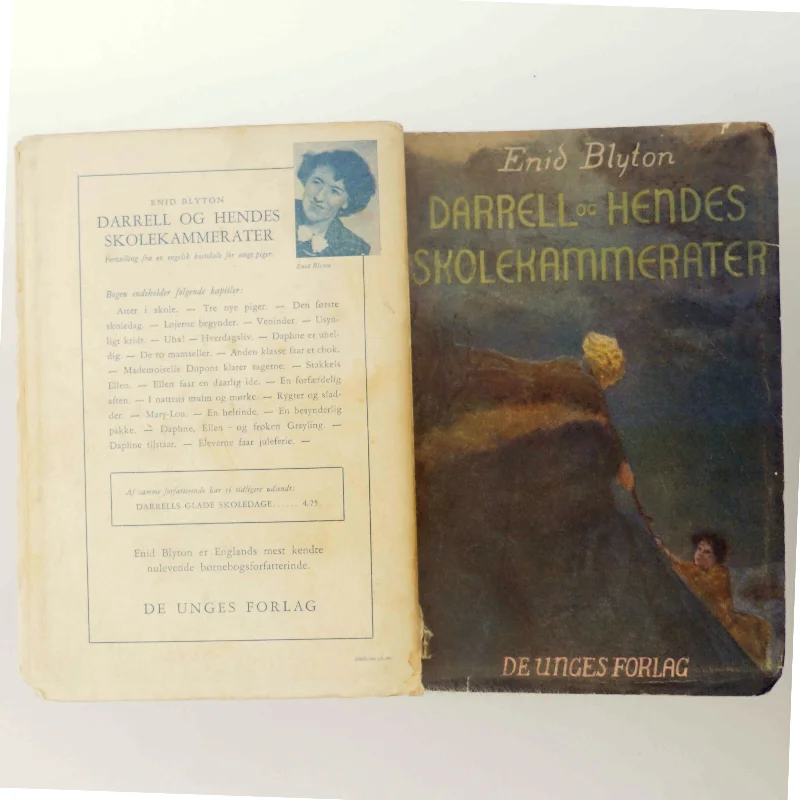 ENID BLYTON
DARRELL OG HENDES
SKOLEKAMMERATER
Fortælling fra en engelsk kostskole for unge piger.
Enid Blyton
Bogen indeholder følgende kapitler:
Atter i skole. — Tre nye piger. — Den første
skoledag. — Løjerne begynder. — Veninder. — Usyn-
ligt kridt. — Uha! — Hverdagsliv. — Daphne er uhel-
dig. — De to mamseller. — Anden klasse faar et chok.
— Mademoiselle Dupont klarer sagerne. — Stakkels
Ellen. — Ellen faar en daarlig ide. — En forfærdelig
aften. — I nattens mulm og mørke. — Rygter og slad-
der. — Mary-Lou. — En heltinde. — En besynderlig
pakke. — Daphne, Ellen - og frøken Grayling. —
Daphne tilstaar. — Eleverne faar juleferie. —
Af samme forfatterinde har vi tidligere udsendt:
DARRELLS GLADE SKOLEDAGE...... 4.75
Enid Blyton er Englands mest kendte
nulevende børnebogsforfatterinde.
DE UNGES FORLAG
Enid Blyton
DARRELL OG HENDES
SKOLEKAMMERATER
DE UNGES FORLAG